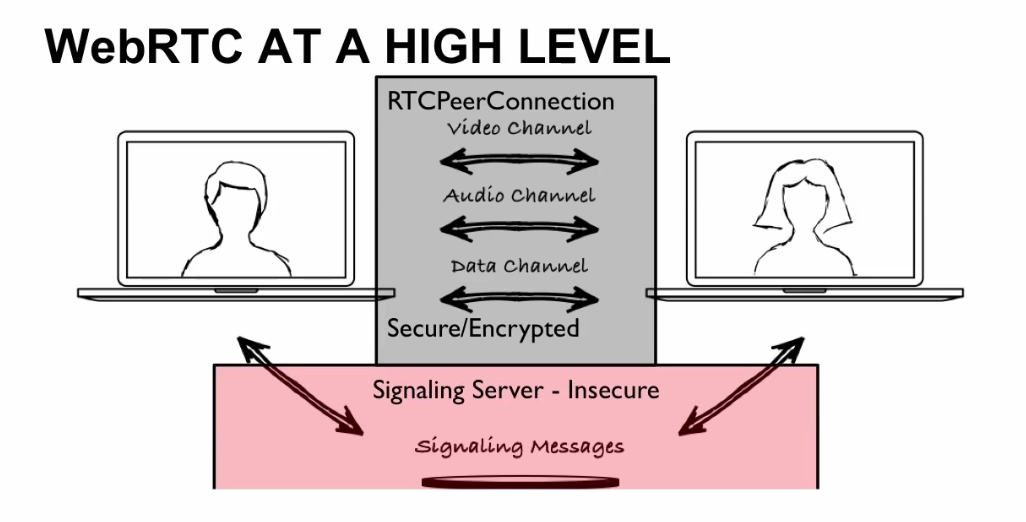 WebRTC AT A HIGH LEVEL
RTCPeerConnection
Video Channel
Audio Channel
Data Channel
Secure/Encrypted
Signaling Server - Insecure
Signaling Messages